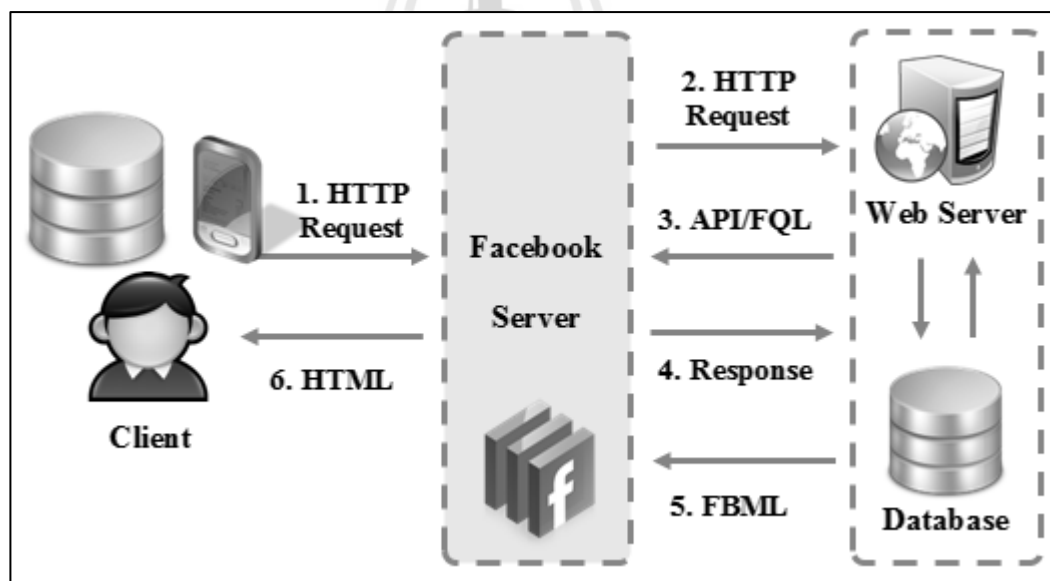 1. HTTP
Request
6. HTML
Client
Facebook
Server
f
2. HTTP
Request
3. API/FQL
4. Response
5. FBML
Web Server
Database